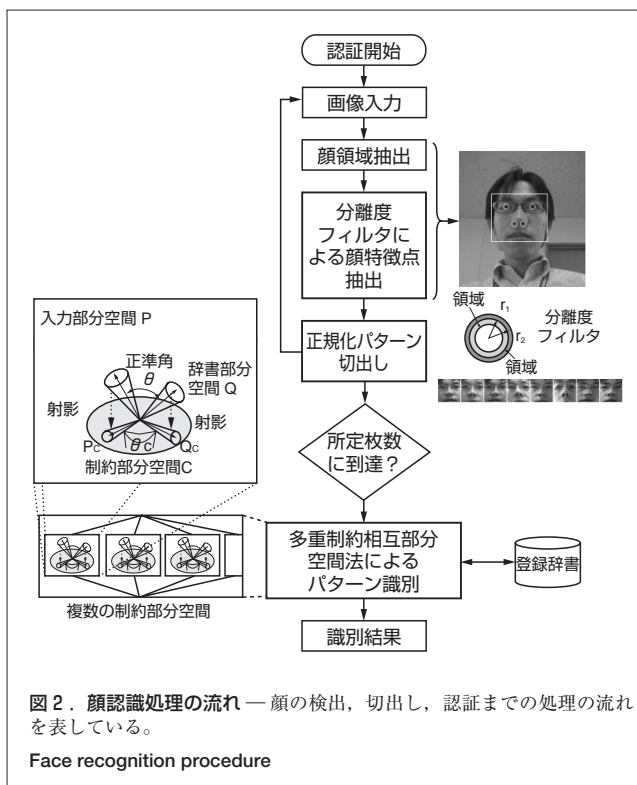 認証開始
画像入力
顔領域抽出
分離度
フィルタに
よる顔特徴点
抽出
正規化パターン
切出し
所定枚数
に到達？
多重制約相互部分
空間法による
パターン識別
識別結果
登録辞書
領域
r₁
r₂
分離度
フィルタ
領域
入力部分空間 P
正準角
θ
辞書部分
空間 Q
射影
射影
Pc
θc
Qc
制約部分空間C
複数の制約部分空間
図2．顔認識処理の流れ — 顔の検出，切出し，認証までの処理の流れ
を表している。
Face recognition procedure